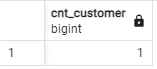 cnt_customer
bigint
1 1